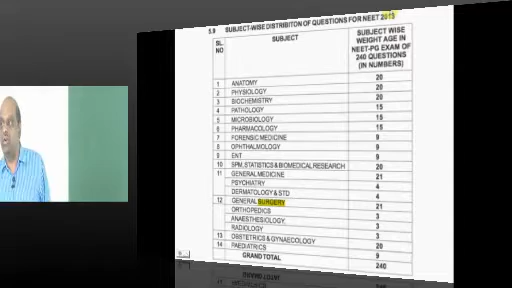 5.9 SUBJECT-WISE DISTRIBITON OF QUESTIONS FOR NEET 2013
SL. NO SUBJECT SUBJECT WISE WEIGHT AGE IN NEET-PG EXAM OF 240 QUESTIONS (IN NUMBERS)
1 ANATOMY 20
2 PHYSIOLOGY 20
3 BIOCHEMISTRY 20
4 PATHOLOGY 15
5 MICROBIOLOGY 15
6 PHARMACOLOGY 15
7 FORENSIC MEDICINE 9
8 OPHTHALMOLOGY 9
9 ENT 9
10 SPM, STATISTICS & BIOMEDICAL RESEARCH 20
11 GENERAL MEDICINE 21
PSYCHIATRY 4
DERMATOLOGY & STD 4
12 GENERAL SURGERY 21
ORTHOPEDICS 3
ANAESTHESIOLOGY 3
RADIOLOGY 3
13 OBSTETRICS & GYNAECOLOGY 20
14 PAEDIATRICS 9
GRAND TOTAL 240